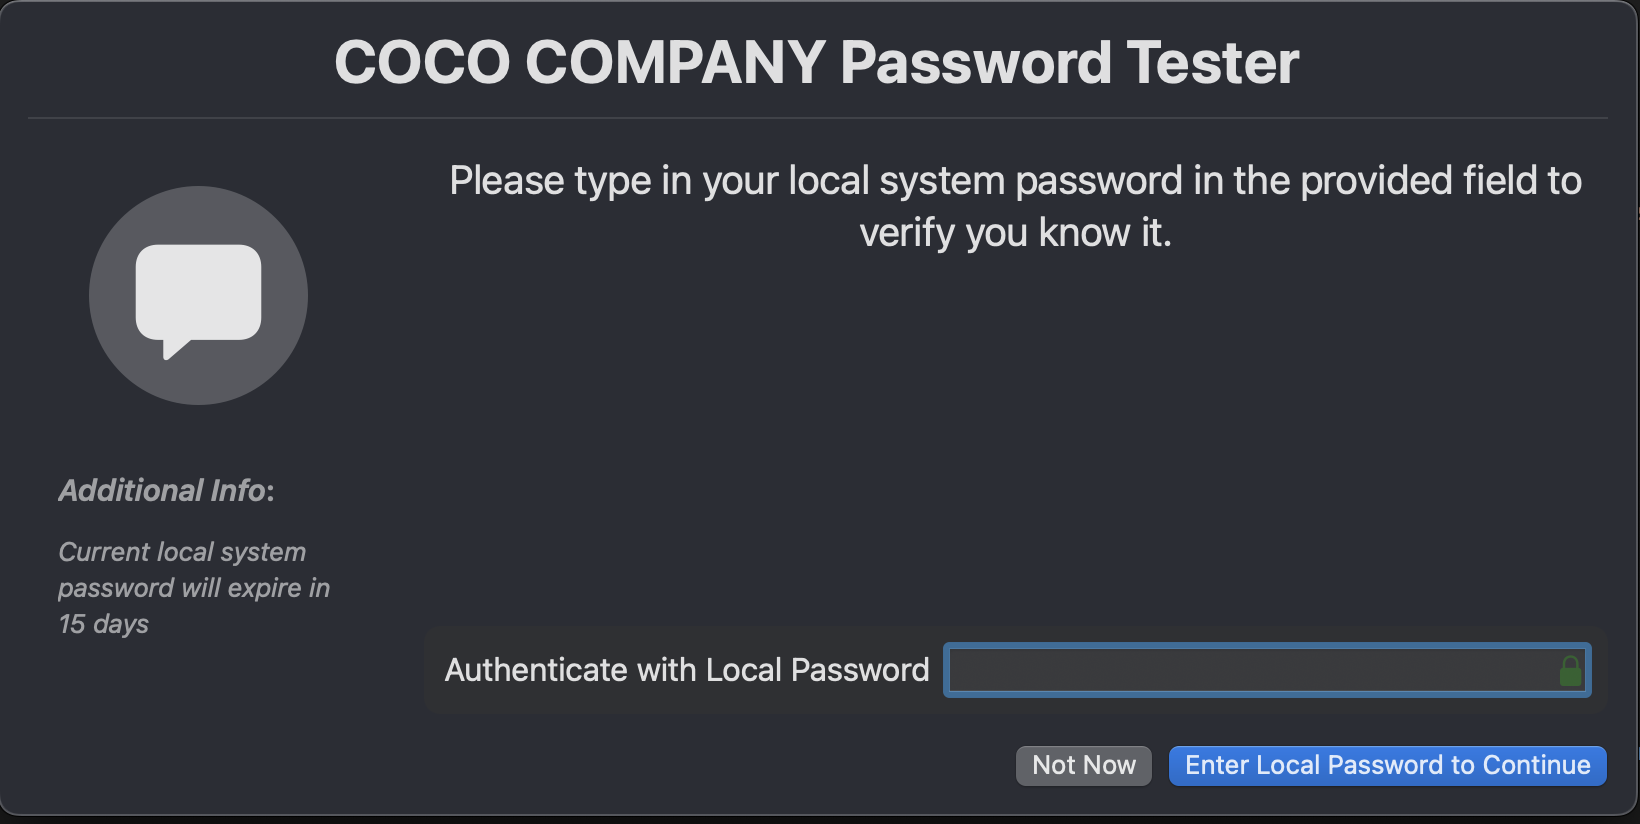 COCO COMPANY Password Tester
Please type in your local system password in the provided field to
verify you know it.
Additional Info:
Current local system
password will expire in
15 days
Authenticate with Local Password
Not Now
Enter Local Password to Continue